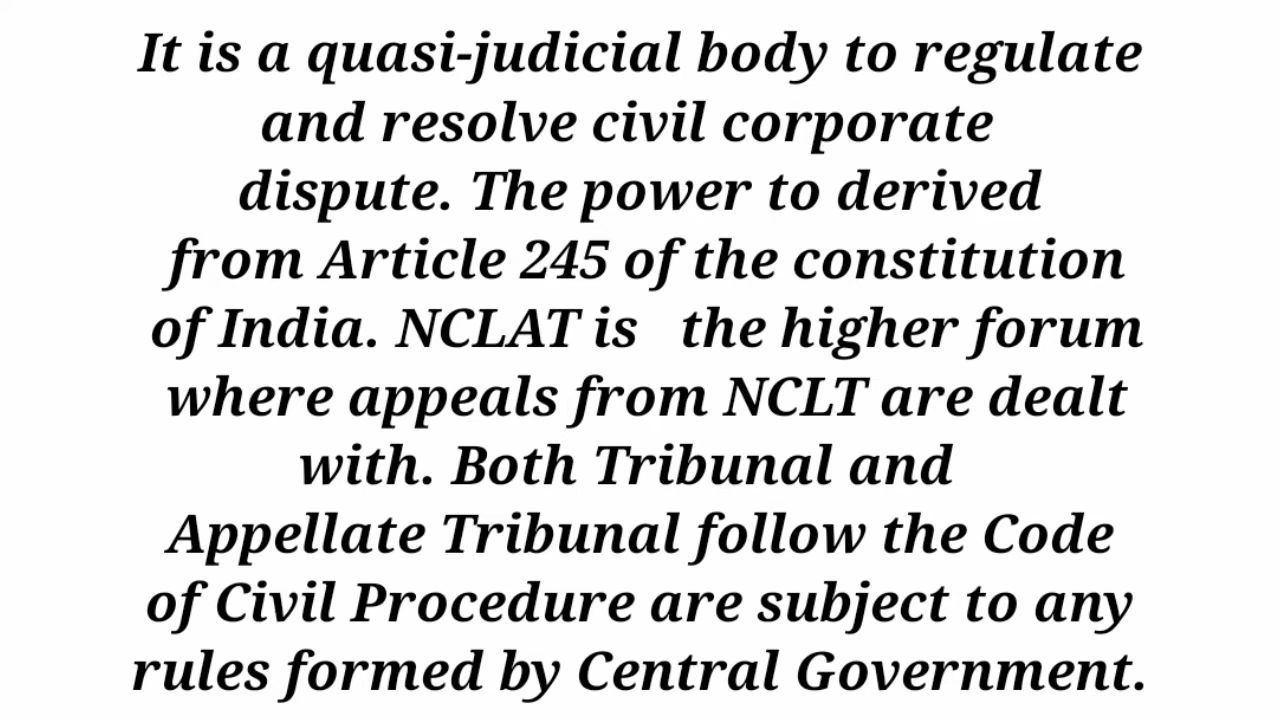 It is a quasi-judicial body to regulate
and resolve civil corporate
dispute. The power to derived
from Article 245 of the constitution
of India. NCLAT is the higher forum
where appeals from NCLT are dealt
with. Both Tribunal and
Appellate Tribunal follow the Code
of Civil Procedure are subject to any
rules formed by Central Government.